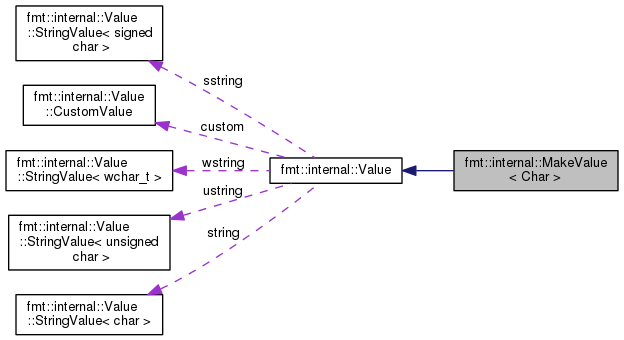 fmt::internal::Value
::StringValue< signed
char >
sstring
fmt::internal::Value
::CustomValue
custom
fmt::internal::Value
::StringValue< wchar_t >
wstring
fmt::internal::Value
fmt::internal::MakeValue
< Char >
ustring
fmt::internal::Value
::StringValue< unsigned
char >
string
fmt::internal::Value
::StringValue< char >